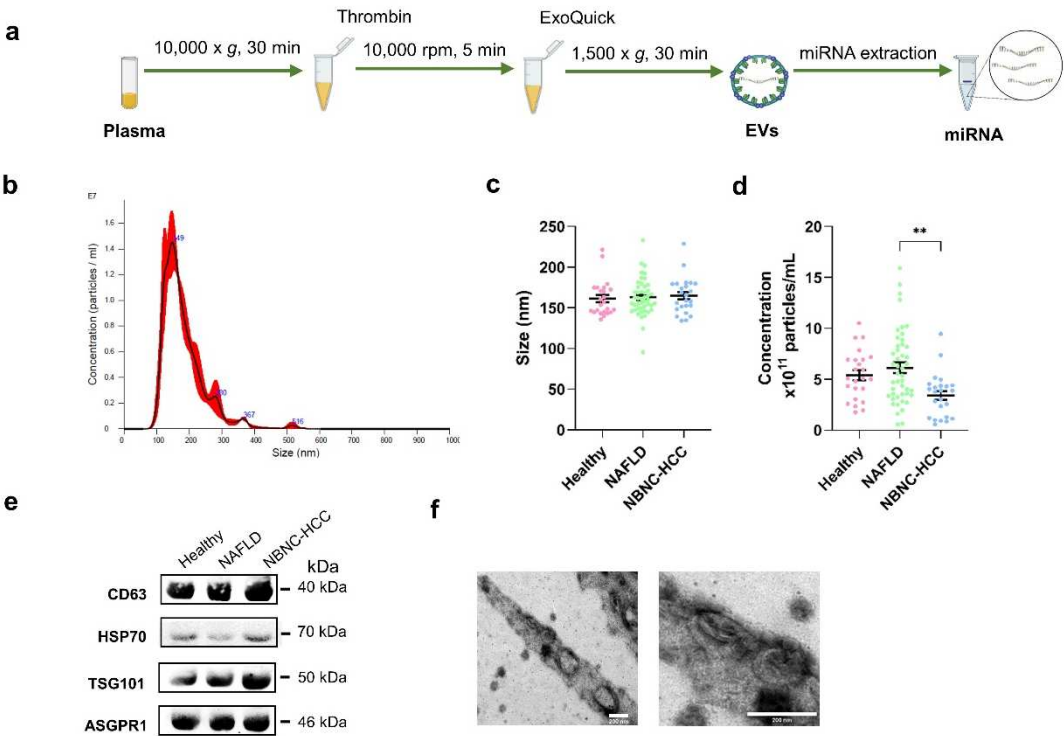 a
Thrombin
ExoQuick
10,000 x g, 30 min
10,000 rpm, 5 min
1,500 x g, 30 min
miRNA extraction
Plasma
EVs
miRNA
b
E7
Concentration (particles / ml)
1.6
1.4
1.2
1.0
0.8
0.6
0.4
0.2
0
0
100
200
300
400
500
600
700
800
900
1000
Size (nm)
367
516
c
Size (nm)
250
200
150
100
50
0
Healthy
NAFLD
NBNC-HCC
d
Concentration
x10¹¹ particles/mL
20
15
10
5
0
**
Healthy
NAFLD
NBNC-HCC
e
Healthy
NAFLD
NBNC-HCC
kDa
CD63
40 kDa
HSP70
70 kDa
TSG101
50 kDa
ASGPR1
46 kDa
f
200 nm
200 nm